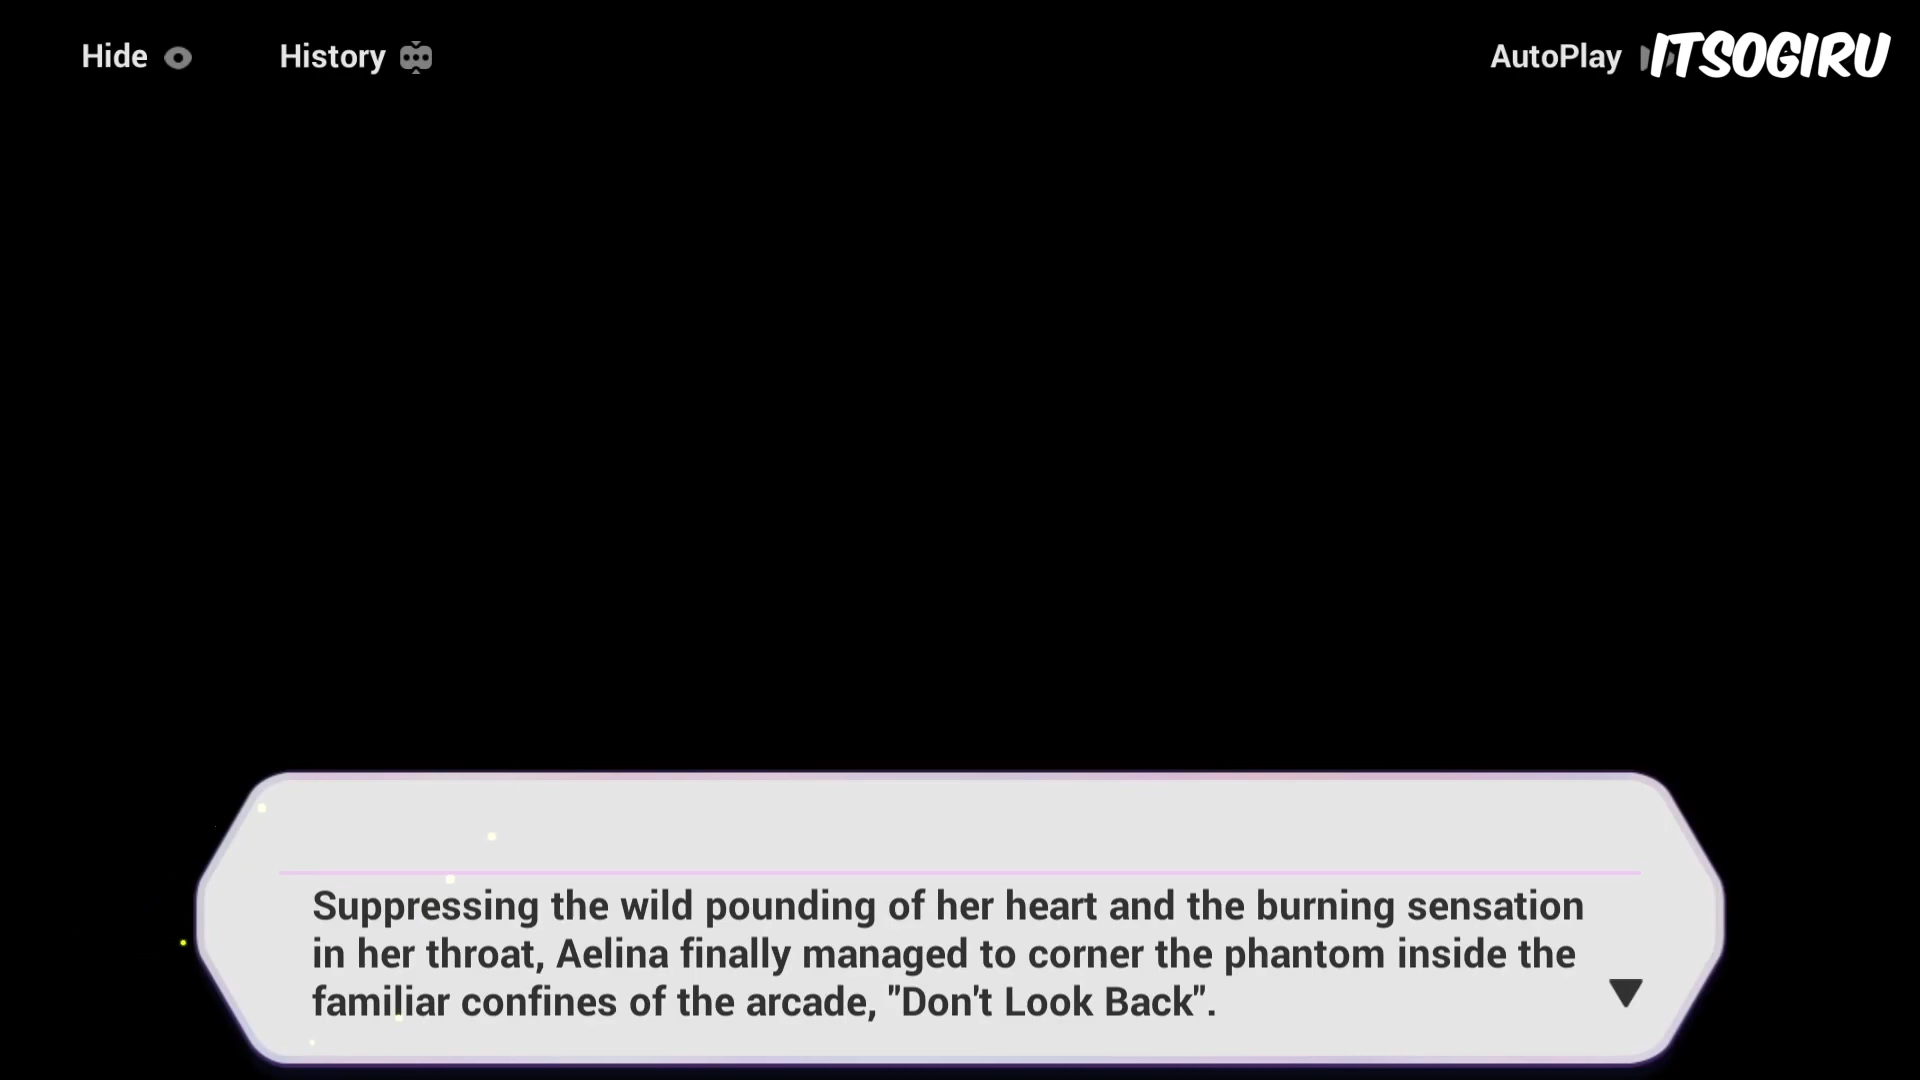 Hide
History
AutoPlay
ITSOGIRU
Suppressing the wild pounding of her heart and the burning sensation
in her throat, Aelina finally managed to corner the phantom inside the
familiar confines of the arcade, "Don't Look Back".